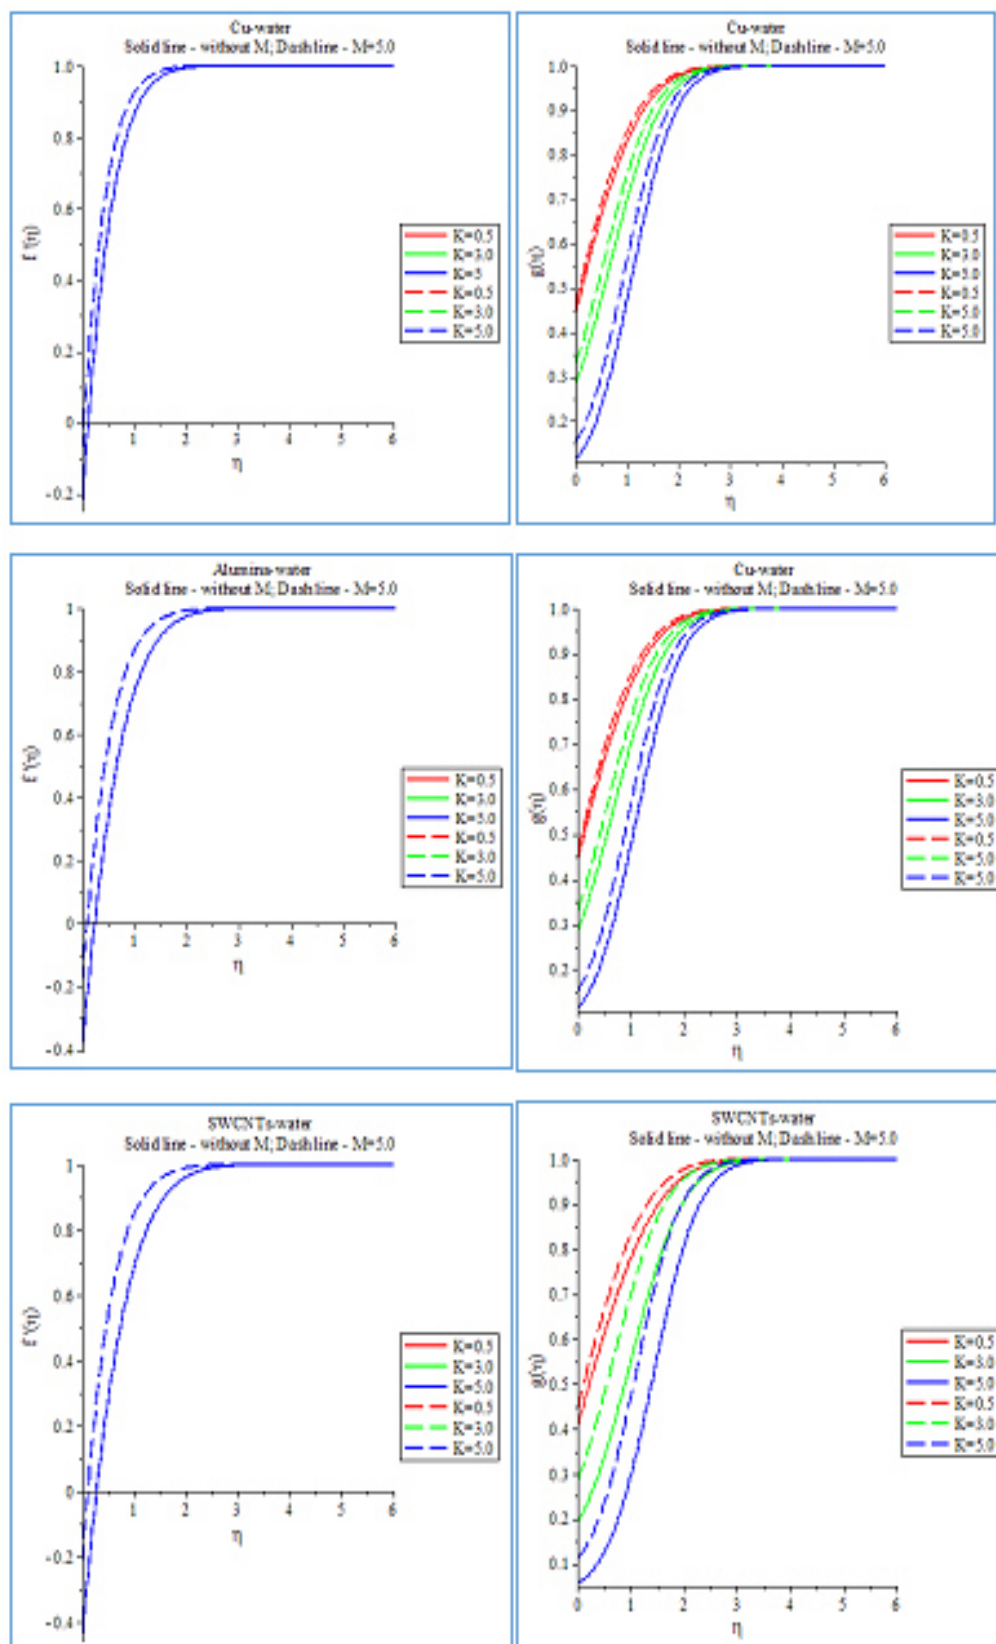 Cu-water
Solid line - without M; Dash line - M=5.0
1.0
0.8
0.6
0.4
0.2
0
-0.2
f '(η)
1
2
3
4
5
6
η
K=0.5
K=3.0
K=5
K=0.5
K=3.0
K=5.0
Cu-water
Solid line - without M; Dash line - M=5.0
1.0
0.9
0.8
0.7
0.6
0.5
0.4
0.3
0.2
g(η)
0
1
2
3
4
5
6
η
K=0.5
K=3.0
K=5.0
K=0.5
K=5.0
K=5.0
Alumina-water
Solid line - without M; Dash line - M=5.0
1
0.8
0.6
0.4
0.2
0
-0.2
-0.4
f '(η)
1
2
3
4
5
6
η
K=0.5
K=3.0
K=5.0
K=0.5
K=3.0
K=5.0
Cu-water
Solid line - without M; Dash line - M=5.0
1.0
0.9
0.8
0.7
0.6
0.5
0.4
0.3
0.2
g(η)
0
1
2
3
4
5
6
η
K=0.5
K=3.0
K=5.0
K=0.5
K=5.0
K=5.0
SWCNTs-water
Solid line - without M; Dash line - M=5.0
1
0.8
0.6
0.4
0.2
0
-0.2
-0.4
f '(η)
1
2
3
4
5
6
η
K=0.5
K=3.0
K=5.0
K=0.5
K=3.0
K=5.0
SWCNTs-water
Solid line - without M; Dash line - M=5.0
1.0
0.9
0.8
0.7
0.6
0.5
0.4
0.3
0.2
0.1
g(η)
0
1
2
3
4
5
6
η
K=0.5
K=3.0
K=5.0
K=0.5
K=3.0
K=5.0